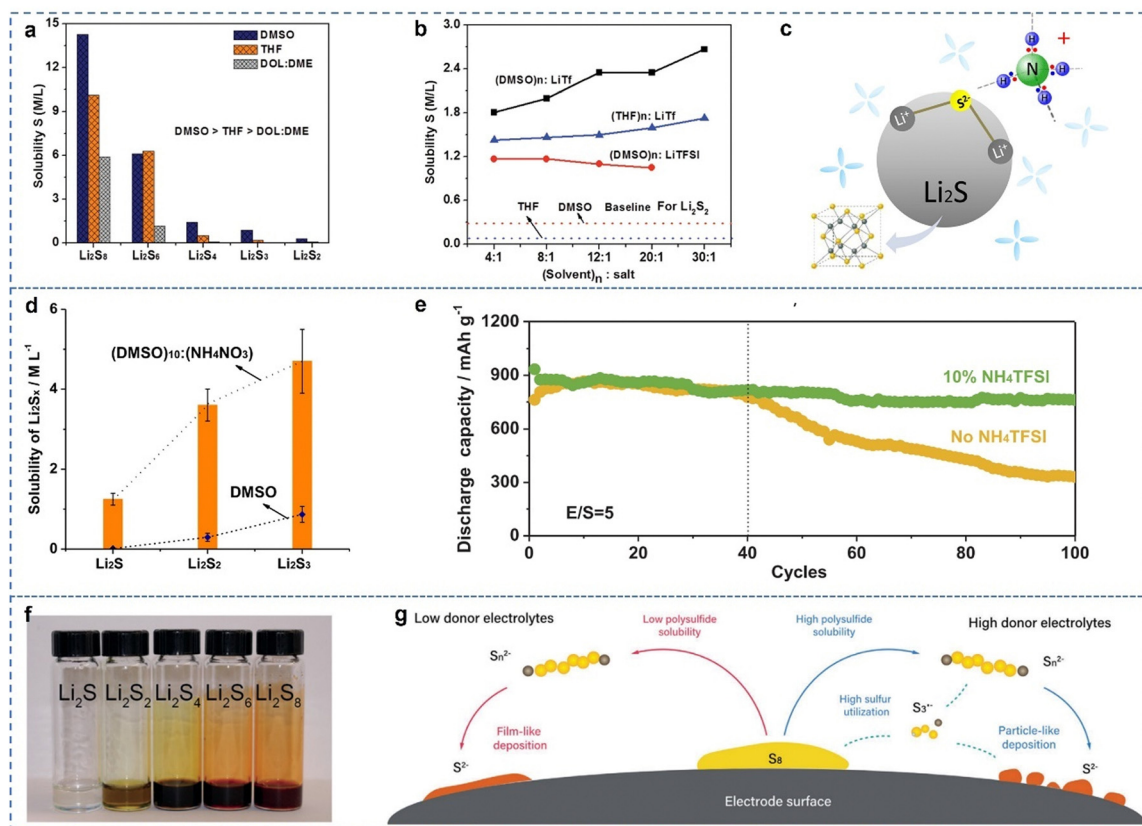 a
Solubility S (M/L)
15
12
9
6
3
0
DMSO
THF
DOL:DME
DMSO > THF > DOL:DME
Li₂S₈
Li₂S₆
Li₂S₄
Li₂S₃
Li₂S₂
b
Solubility S (M/L)
3.0
2.4
1.8
1.2
0.6
0.0
(DMSO)n: LiTf
(THF)n: LiTf
(DMSO)n: LiTFSI
THF DMSO Baseline For Li₂S₂
4:1 8:1 12:1 20:1 30:1
(Solvent)n : salt
c
H
+
H N H
H
S²⁻
Li⁺
Li⁺
Li₂S
d
Solubility of Li₂Sₓ / M L⁻¹
6
4
2
0
(DMSO)₁₀:(NH₄NO₃)
DMSO
Li₂S Li₂S₂ Li₂S₃
e
Discharge capacity / mAh g⁻¹
1200
900
600
300
0
10% NH₄TFSI
No NH₄TFSI
E/S=5
0 20 40 60 80 100
Cycles
f
Li₂S Li₂S₂ Li₂S₄ Li₂S₆ Li₂S₈
g
Low donor electrolytes
Low polysulfide
solubility
High polysulfide
solubility
High donor electrolytes
Sn²⁻
Sn²⁻
High sulfur
utilization
S₃•⁻
Film-like
deposition
Particle-like
deposition
S²⁻
S₈
S²⁻
Electrode surface